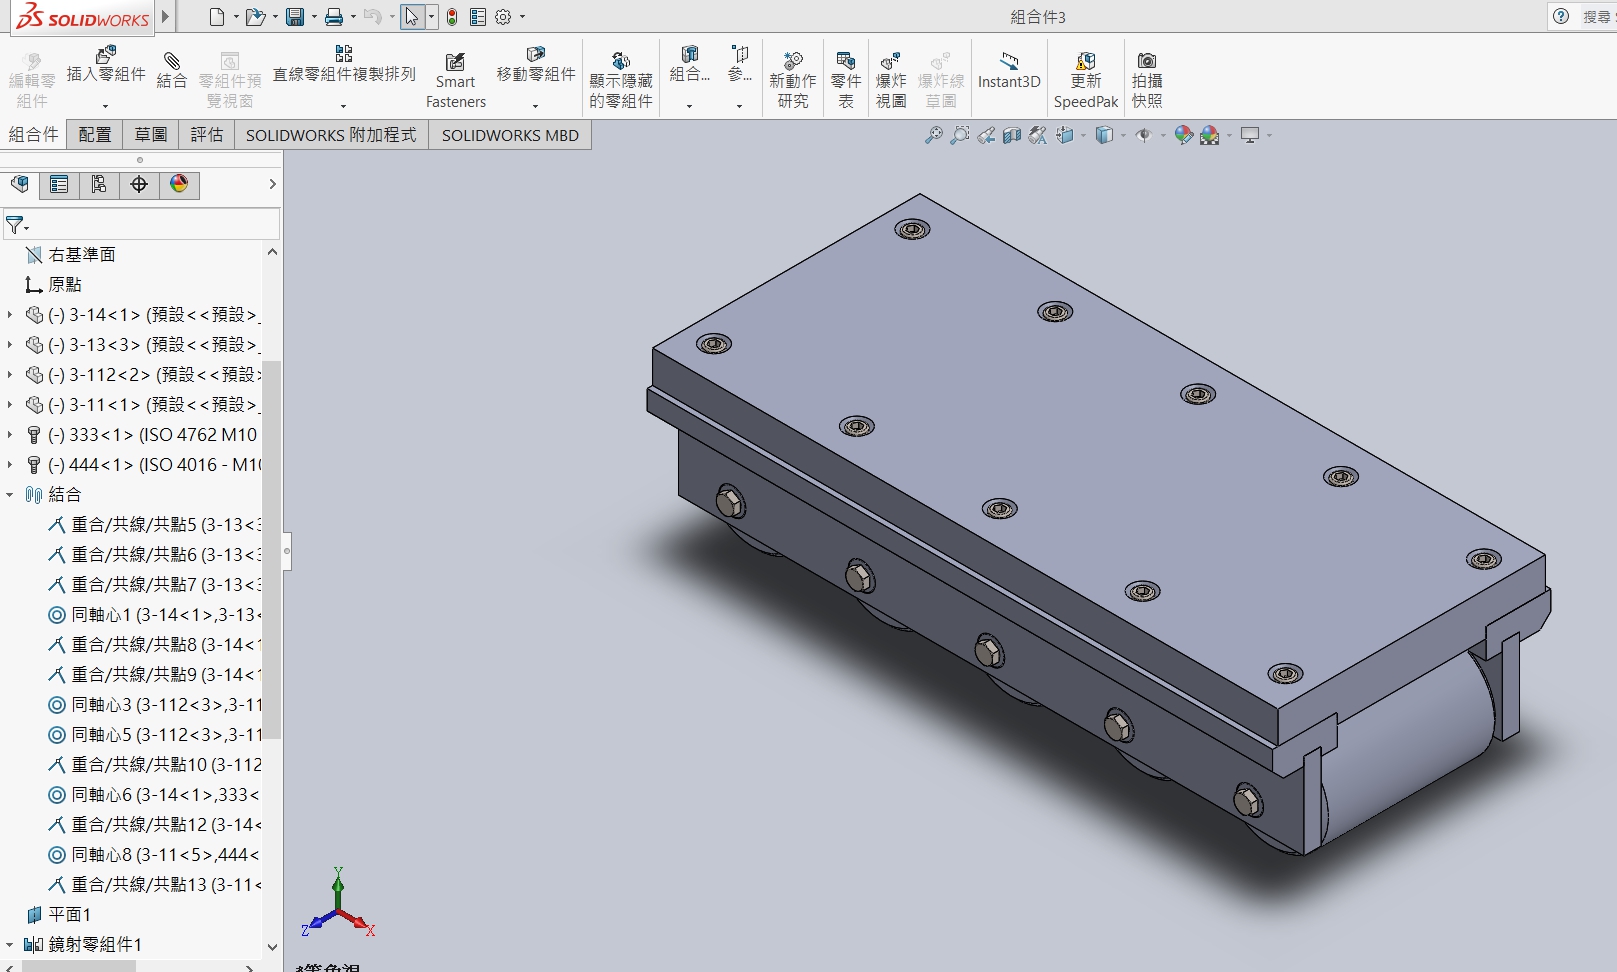 SOLIDWORKS
組合件3
搜尋
編輯零組件
插入零組件
結合
零組件預覽視窗
直線零組件複製排列
Smart Fasteners
移動零組件
顯示隱藏的零組件
組合...
參...
新動作研究
零件表
爆炸視圖
爆炸線草圖
Instant3D
更新 SpeedPak
拍攝快照
組合件
配置
草圖
評估
SOLIDWORKS 附加程式
SOLIDWORKS MBD
右基準面
原點
(-) 3-14<1> (預設<<預設>_
(-) 3-13<3> (預設<<預設>_
(-) 3-112<2> (預設<<預設>
(-) 3-11<1> (預設<<預設>_
(-) 333<1> (ISO 4762 M10
(-) 444<1> (ISO 4016 - M10
結合
重合/共線/共點5 (3-13<3
重合/共線/共點6 (3-13<3
重合/共線/共點7 (3-13<3
同軸心1 (3-14<1>,3-13<
重合/共線/共點8 (3-14<1
重合/共線/共點9 (3-14<1
同軸心3 (3-112<3>,3-11
同軸心5 (3-112<3>,3-11
重合/共線/共點10 (3-112
同軸心6 (3-14<1>,333<
重合/共線/共點12 (3-14<
同軸心8 (3-11<5>,444<
重合/共線/共點13 (3-11<
平面1
鏡射零組件1
Y
Z
X